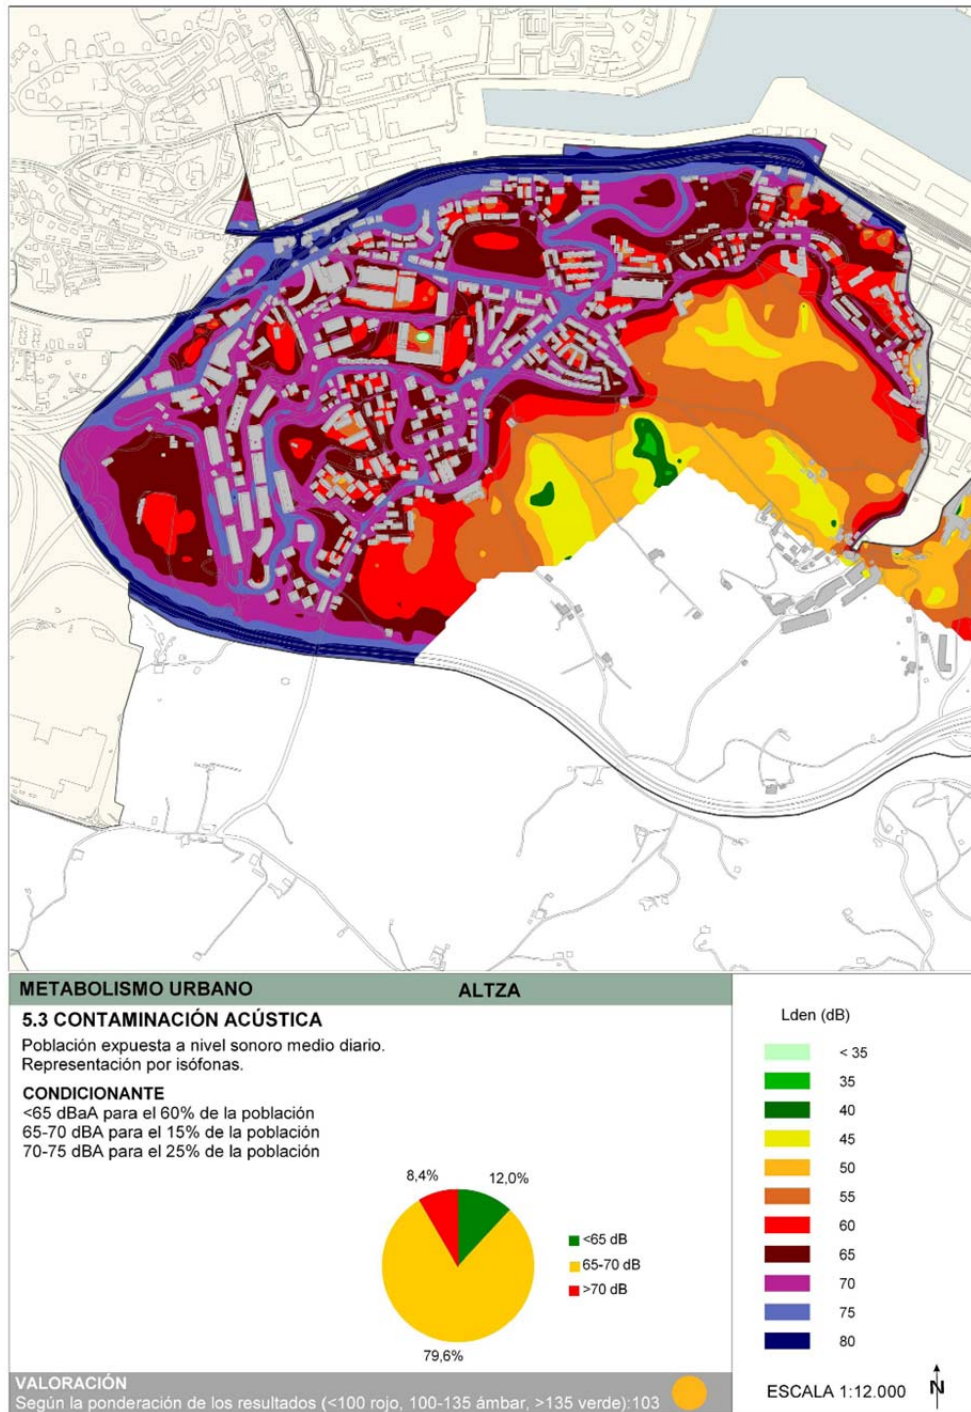 METABOLISMO URBANO ALTZA
5.3 CONTAMINACIÓN ACÚSTICA
Población expuesta a nivel sonoro medio diario.
Representación por isófonas.
CONDICIONANTE
<65 dBaA para el 60% de la población
65-70 dBA para el 15% de la población
70-75 dBA para el 25% de la población
8,4%
12,0%
79,6%
<65 dB
65-70 dB
>70 dB
VALORACIÓN
Según la ponderación de los resultados (<100 rojo, 100-135 ámbar, >135 verde):103
Lden (dB)
< 35
35
40
45
50
55
60
65
70
75
80
ESCALA 1:12.000
N